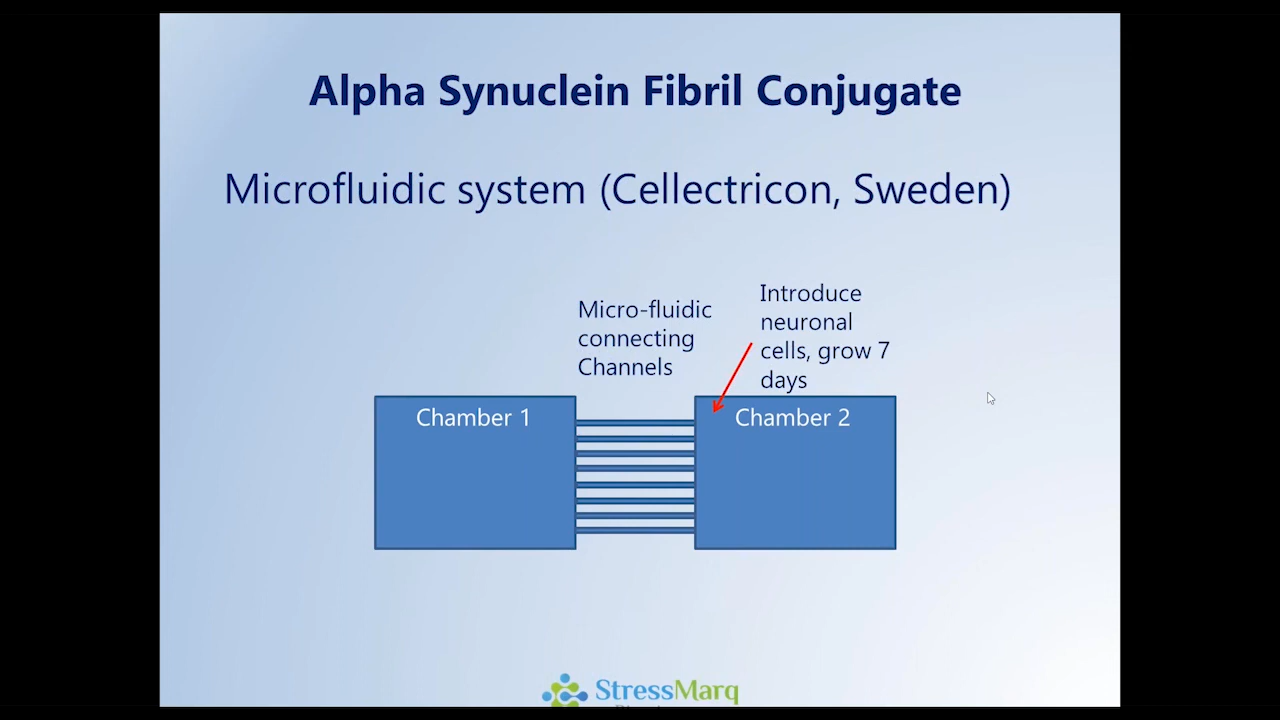 Alpha Synuclein Fibril Conjugate
Microfluidic system (Cellectricon, Sweden)
Micro-fluidic
connecting
Channels
Introduce
neuronal
cells, grow 7
days
Chamber 1
Chamber 2
StressMarq